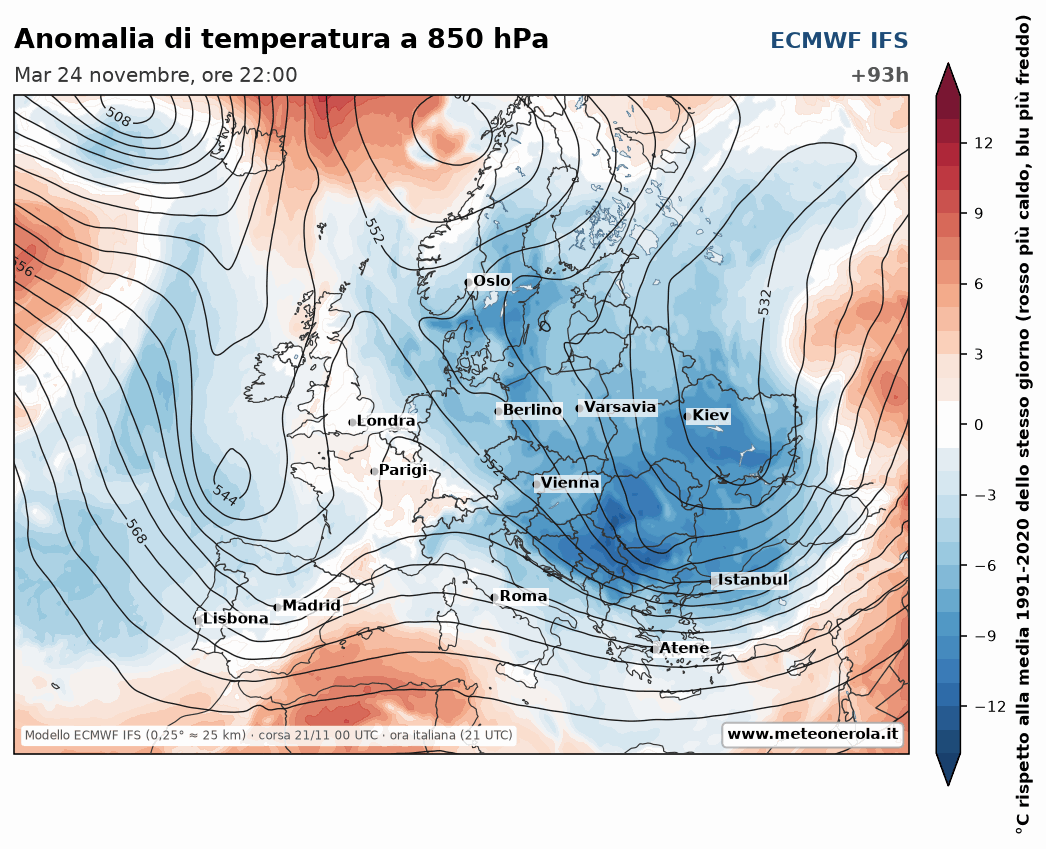 Anomalia di temperatura a 850 hPa
ECMWF IFS
Mar 24 novembre, ore 22:00
+93h
508
552
556
532
Oslo
Berlino
Varsavia
Kiev
Londra
Parigi
552
Vienna
544
568
Istanbul
Roma
Madrid
Lisbona
Atene
Modello ECMWF IFS (0,25° ≈ 25 km) · corsa 21/11 00 UTC · ora italiana (21 UTC)
www.meteonerola.it
12
9
6
3
0
−3
−6
−9
−12
°C rispetto alla media 1991-2020 dello stesso giorno (rosso più caldo, blu più freddo)